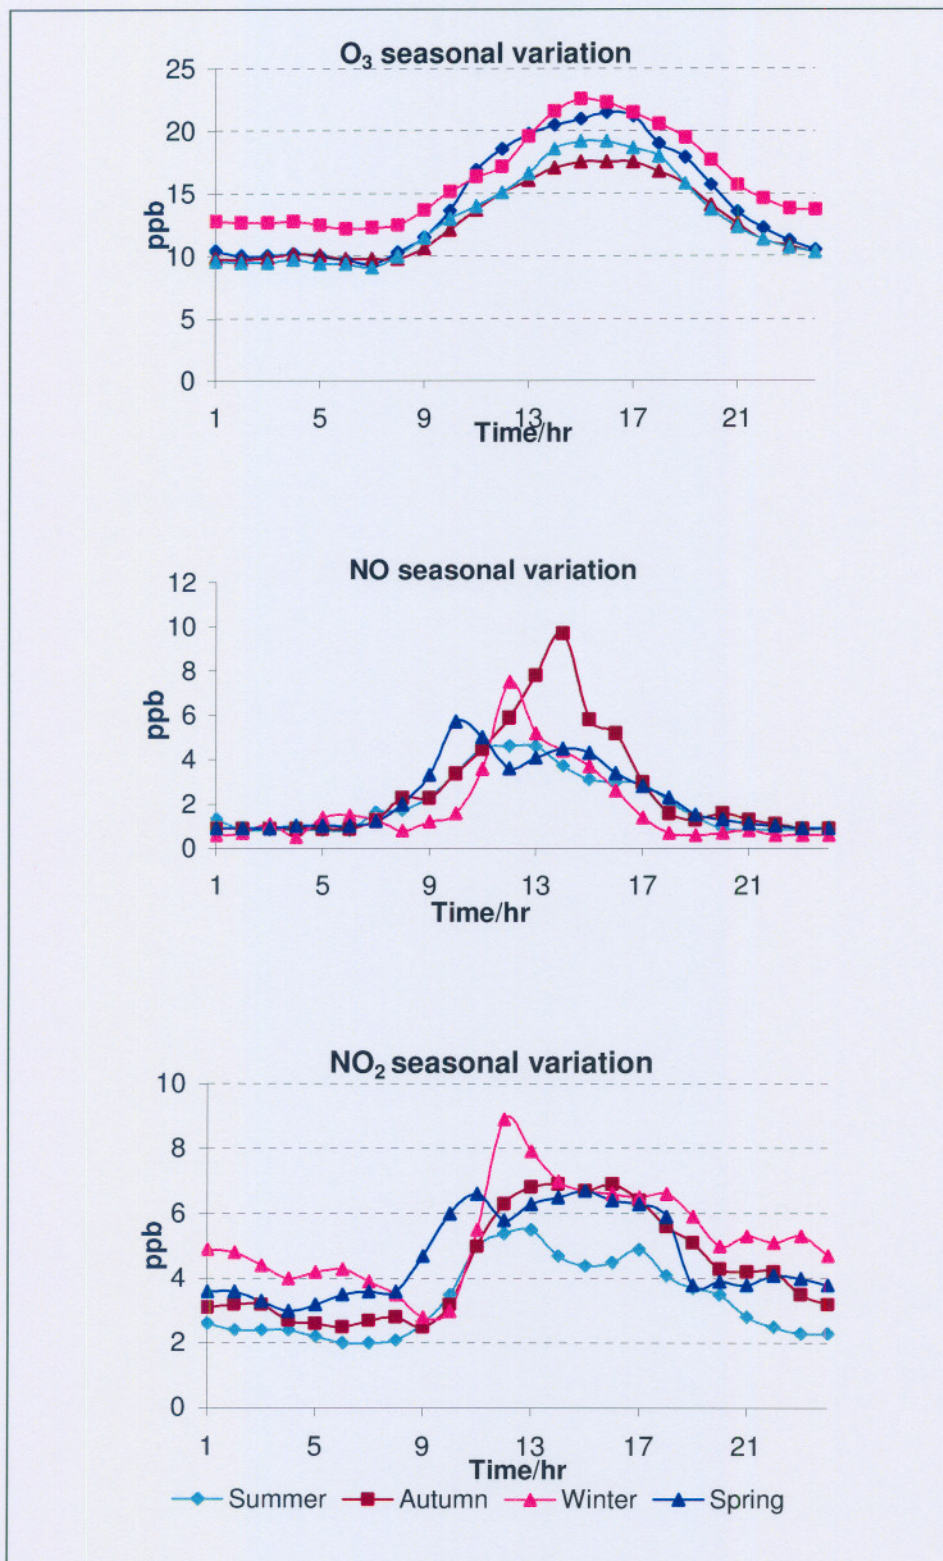 O₃ seasonal variation
25
20
15
10
5
0
ppb
1 5 9 13 17 21
Time/hr
NO seasonal variation
12
10
8
6
4
2
0
ppb
1 5 9 13 17 21
Time/hr
NO₂ seasonal variation
10
8
6
4
2
0
ppb
1 5 9 13 17 21
Time/hr
Summer Autumn Winter Spring